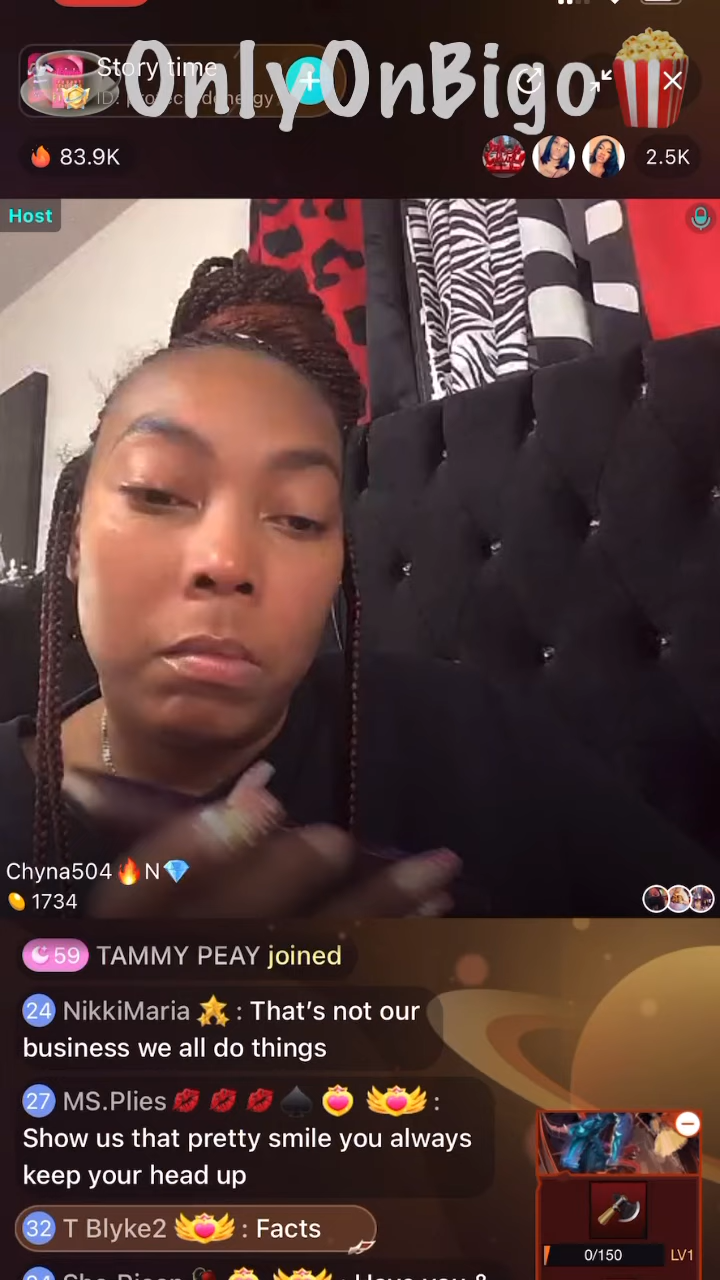 Story time
OnlyOnBigo
83.9K
2.5K
Host
Chyna504🔥N💎
1734
59 TAMMY PEAY joined
24 NikkiMaria ⭐ : That’s not our
business we all do things
27 MS.Plies 💋 💋 💋 ♠️ :
Show us that pretty smile you always
keep your head up
32 T Blyke2 : Facts
0/150 LV1